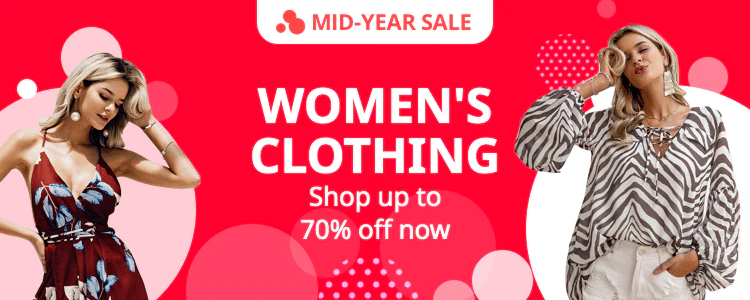 MID-YEAR SALE
WOMEN'S
CLOTHING
Shop up to
70% off now